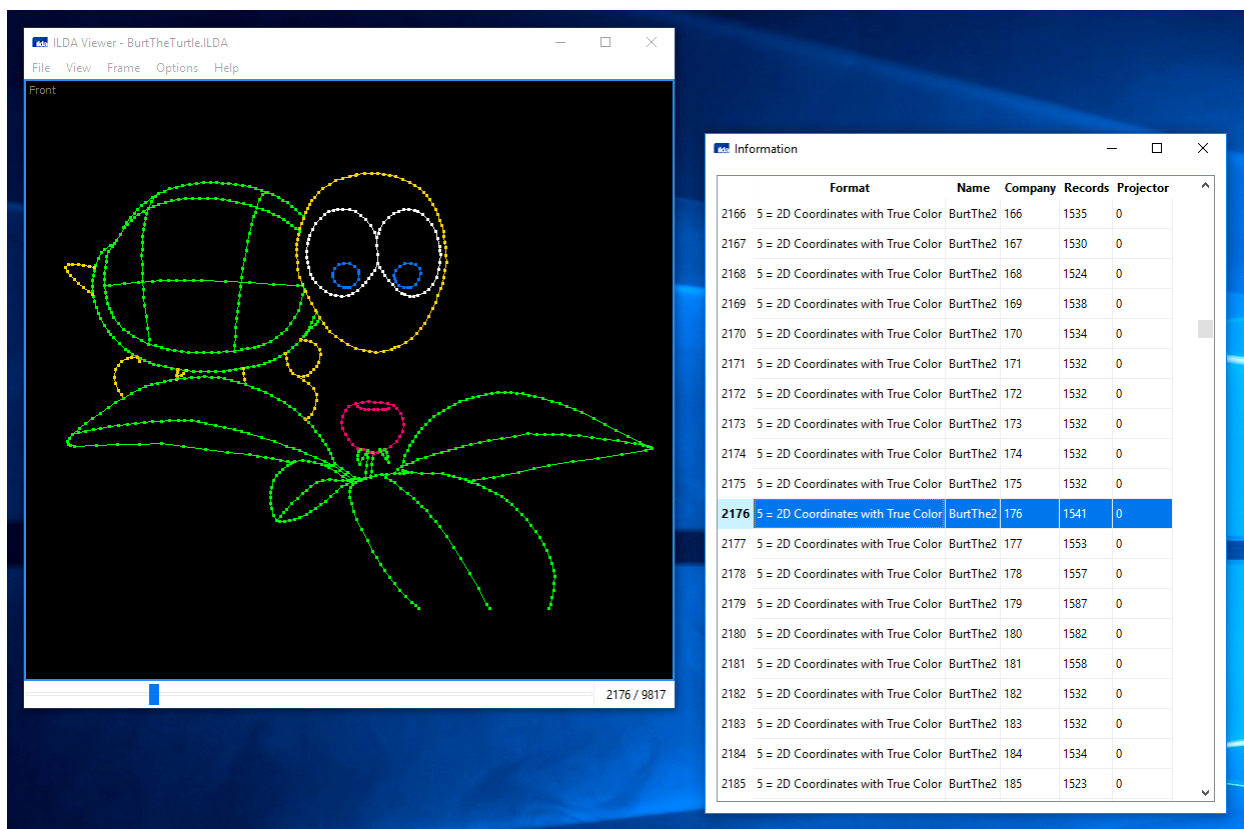 ilda ILDA Viewer - BurtTheTurtle.ILDA
File View Frame Options Help
Front
2176 / 9817
ilda Information
Format Name Company Records Projector
2166 5 = 2D Coordinates with True Color BurtThe2 166 1535 0
2167 5 = 2D Coordinates with True Color BurtThe2 167 1530 0
2168 5 = 2D Coordinates with True Color BurtThe2 168 1524 0
2169 5 = 2D Coordinates with True Color BurtThe2 169 1538 0
2170 5 = 2D Coordinates with True Color BurtThe2 170 1534 0
2171 5 = 2D Coordinates with True Color BurtThe2 171 1532 0
2172 5 = 2D Coordinates with True Color BurtThe2 172 1532 0
2173 5 = 2D Coordinates with True Color BurtThe2 173 1532 0
2174 5 = 2D Coordinates with True Color BurtThe2 174 1532 0
2175 5 = 2D Coordinates with True Color BurtThe2 175 1532 0
2176 5 = 2D Coordinates with True Color BurtThe2 176 1541 0
2177 5 = 2D Coordinates with True Color BurtThe2 177 1553 0
2178 5 = 2D Coordinates with True Color BurtThe2 178 1557 0
2179 5 = 2D Coordinates with True Color BurtThe2 179 1587 0
2180 5 = 2D Coordinates with True Color BurtThe2 180 1582 0
2181 5 = 2D Coordinates with True Color BurtThe2 181 1558 0
2182 5 = 2D Coordinates with True Color BurtThe2 182 1532 0
2183 5 = 2D Coordinates with True Color BurtThe2 183 1532 0
2184 5 = 2D Coordinates with True Color BurtThe2 184 1534 0
2185 5 = 2D Coordinates with True Color BurtThe2 185 1523 0